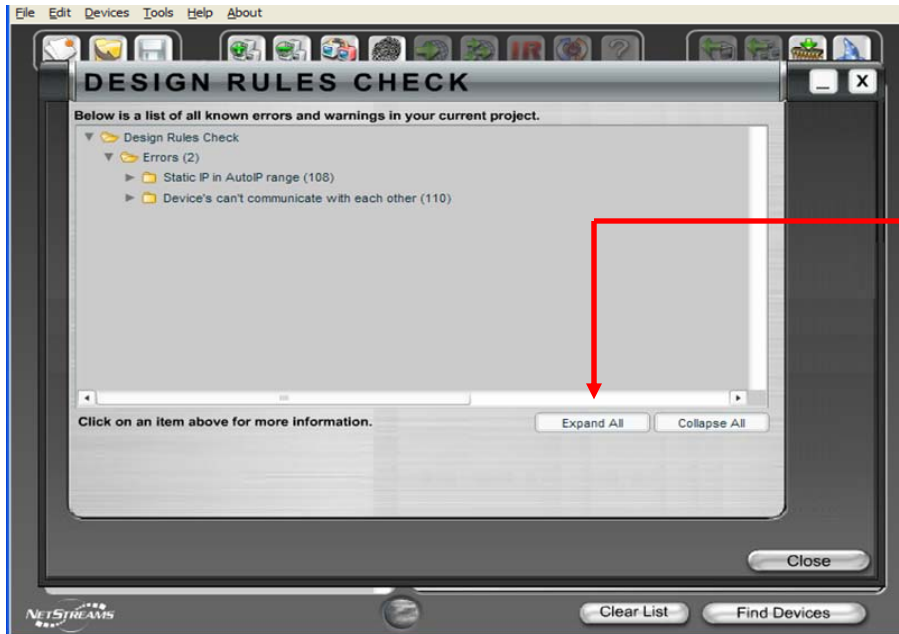 File Edit Devices Tools Help About
IR ?
DESIGN RULES CHECK
_ X
Below is a list of all known errors and warnings in your current project.
Design Rules Check
Errors (2)
Static IP in AutoIP range (108)
Device's can't communicate with each other (110)
Click on an item above for more information.
Expand All Collapse All
Close
NETSTREAMS
Clear List Find Devices